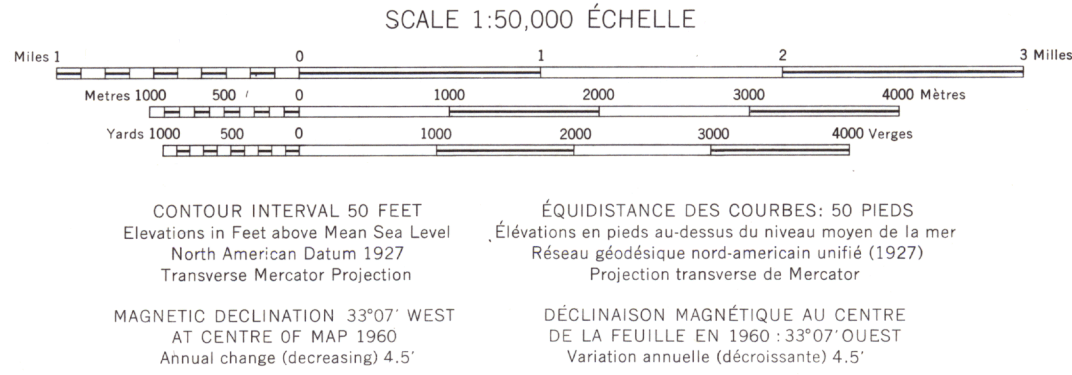 SCALE 1:50,000 ÉCHELLE
Miles 1 0 1 2 3 Milles
Metres 1000 500 0 1000 2000 3000 4000 Mètres
Yards 1000 500 0 1000 2000 3000 4000 Verges
CONTOUR INTERVAL 50 FEET
Elevations in Feet above Mean Sea Level
North American Datum 1927
Transverse Mercator Projection
ÉQUIDISTANCE DES COURBES: 50 PIEDS
Élévations en pieds au-dessus du niveau moyen de la mer
Réseau géodésique nord-americain unifié (1927)
Projection transverse de Mercator
MAGNETIC DECLINATION 33°07′ WEST
AT CENTRE OF MAP 1960
Annual change (decreasing) 4.5′
DÉCLINAISON MAGNÉTIQUE AU CENTRE
DE LA FEUILLE EN 1960 : 33°07′ OUEST
Variation annuelle (décroissante) 4.5′